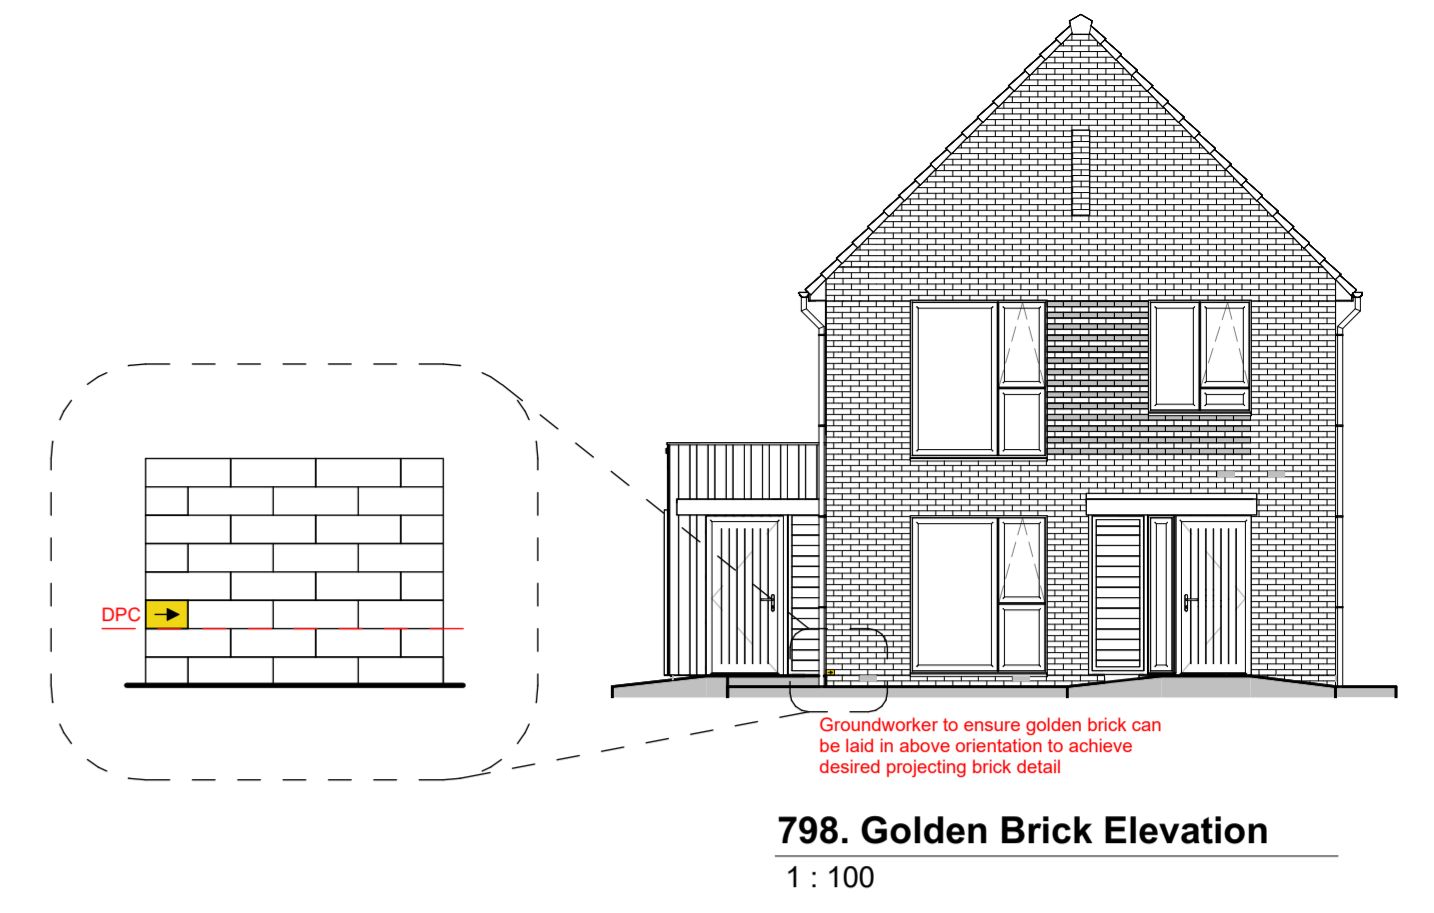 DPC
Groundworker to ensure golden brick can
be laid in above orientation to achieve
desired projecting brick detail
798. Golden Brick Elevation
1 : 100